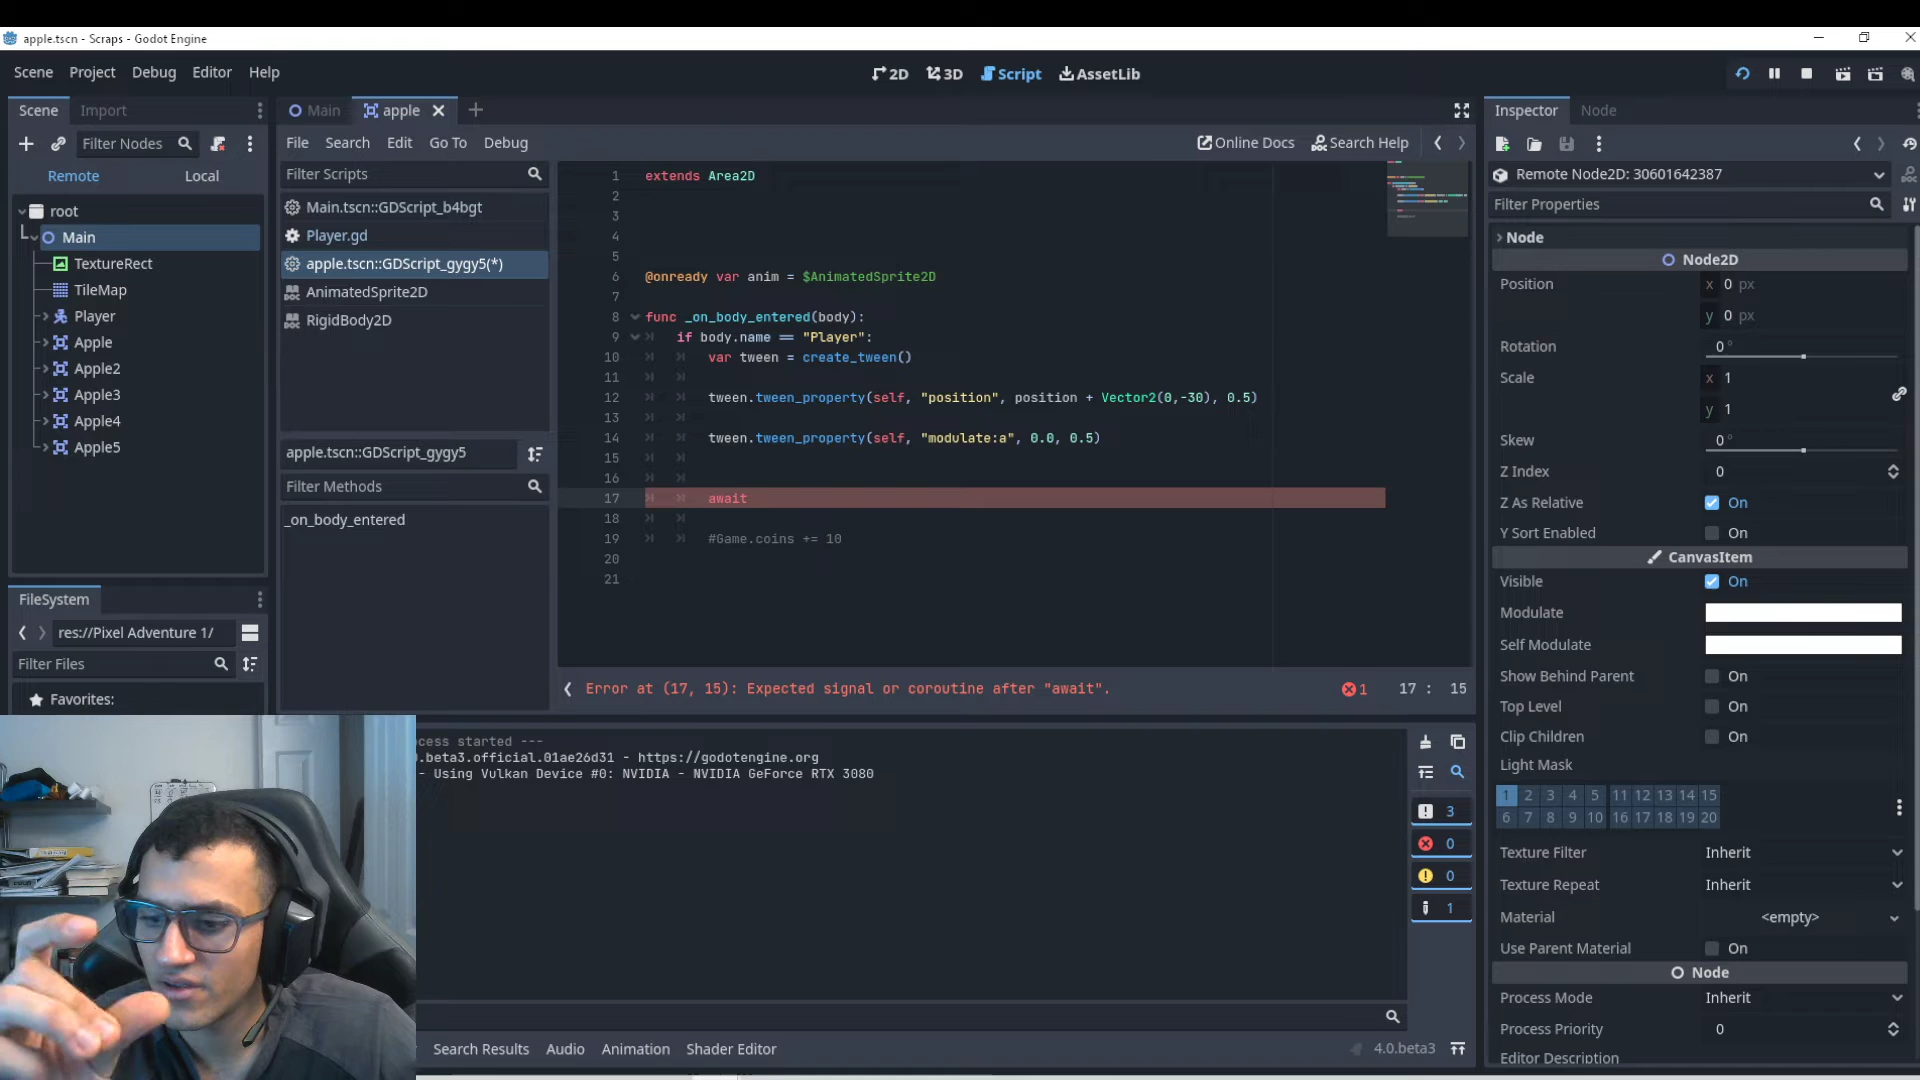 apple.tscn - Scraps - Godot Engine
Scene Project Debug Editor Help
2D 3D Script AssetLib
Scene Import
Main apple
Inspector Node
Filter Nodes
File Search Edit Go To Debug
Online Docs Search Help
Remote Local
Filter Scripts
Remote Node2D: 30601642387
Filter Properties
root
Main
TextureRect
TileMap
Player
Apple
Apple2
Apple3
Apple4
Apple5
Main.tscn::GDScript_b4bgt
Player.gd
apple.tscn::GDScript_gygy5(*)
AnimatedSprite2D
RigidBody2D
apple.tscn::GDScript_gygy5
Filter Methods
_on_body_entered
1 extends Area2D
2
3
4
5
6 @onready var anim = $AnimatedSprite2D
7
8 func _on_body_entered(body):
9 if body.name == "Player":
10 var tween = create_tween()
11
12 tween.tween_property(self, "position", position + Vector2(0,-30), 0.5)
13
14 tween.tween_property(self, "modulate:a", 0.0, 0.5)
15
16
17 await
18
19 #Game.coins += 10
20
21
Error at (17, 15): Expected signal or coroutine after "await".
1 17 : 15
FileSystem
res://Pixel Adventure 1/
Filter Files
Favorites:
cess started ---
.beta3.official.01ae26d31 - https://godotengine.org
- Using Vulkan Device #0: NVIDIA - NVIDIA GeForce RTX 3080
3
0
0
1
Search Results Audio Animation Shader Editor
4.0.beta3
Node
Node2D
Position x 0 px
y 0 px
Rotation 0 °
Scale x 1
y 1
Skew 0 °
Z Index 0
Z As Relative On
Y Sort Enabled On
CanvasItem
Visible On
Modulate
Self Modulate
Show Behind Parent On
Top Level On
Clip Children On
Light Mask
1 2 3 4 5 11 12 13 14 15
6 7 8 9 10 16 17 18 19 20
Texture Filter Inherit
Texture Repeat Inherit
Material <empty>
Use Parent Material On
Node
Process Mode Inherit
Process Priority 0
Editor Description